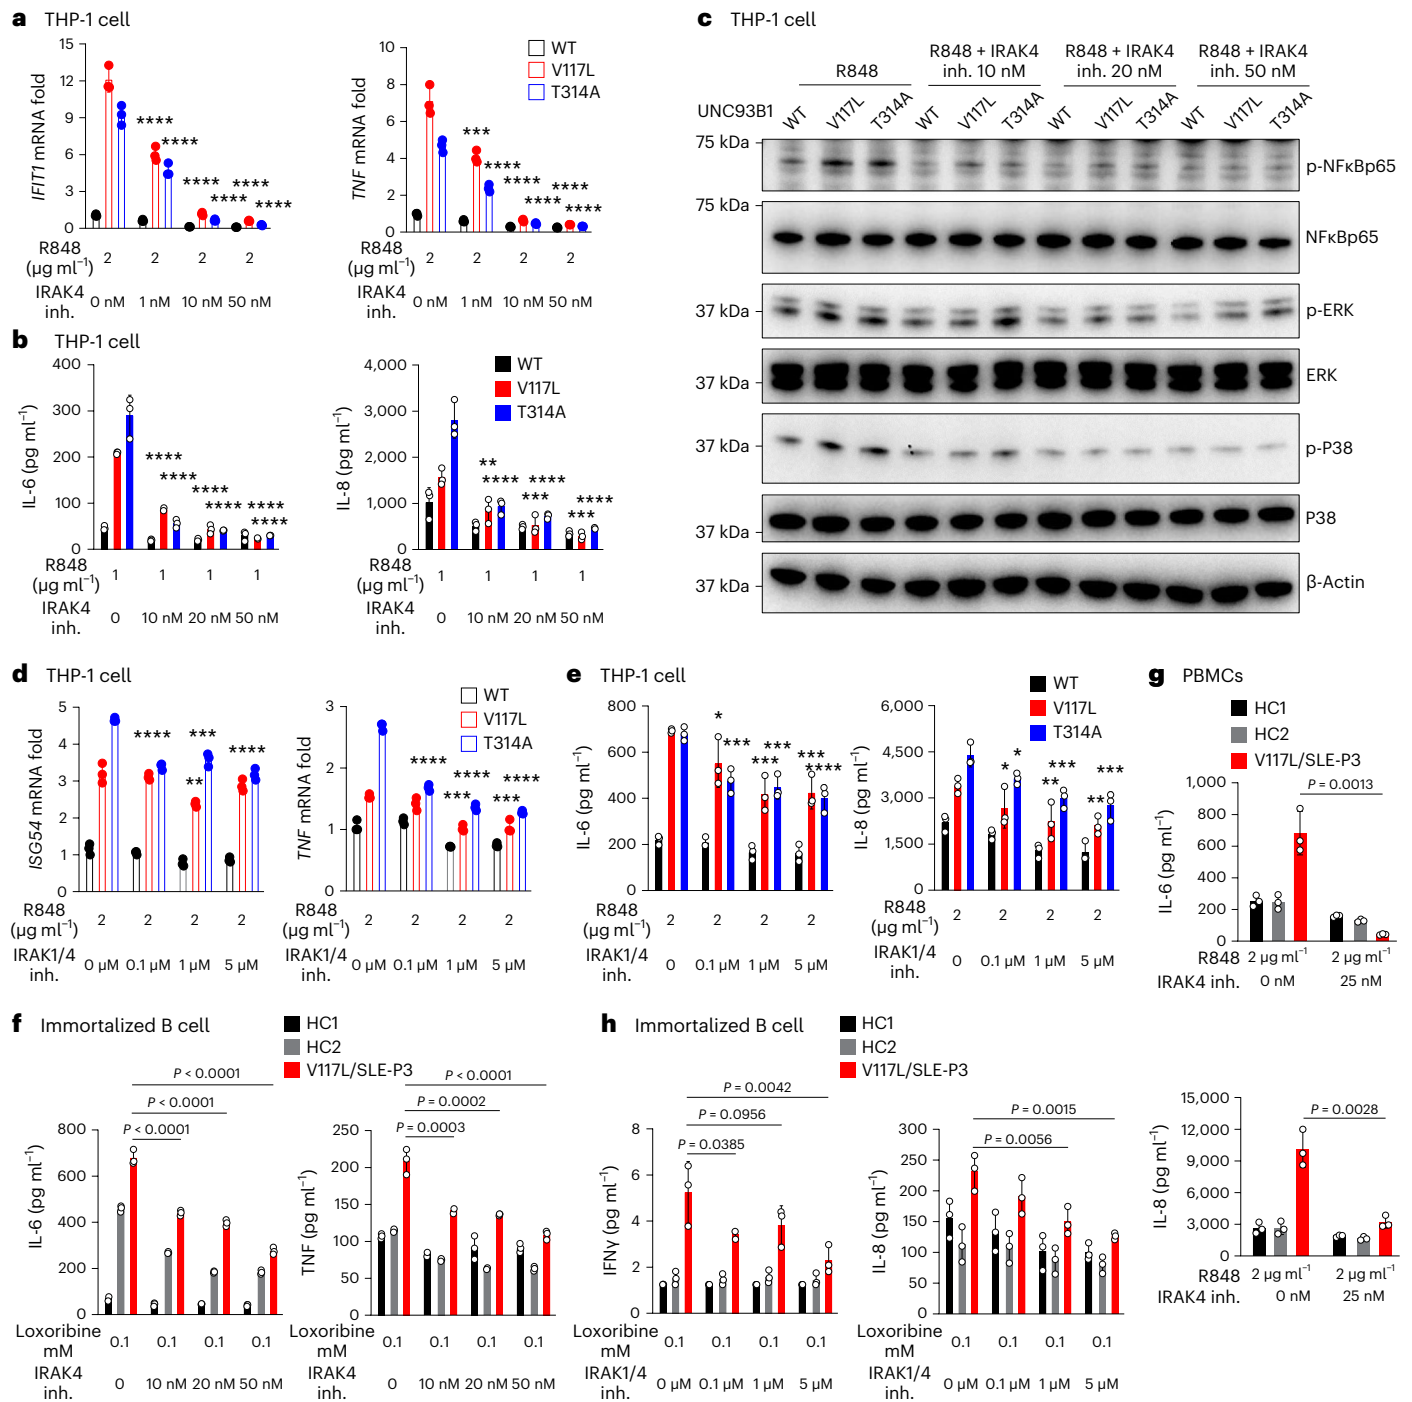 a THP-1 cell
15
12
9
6
3
0
IFIT1 mRNA fold
**** **** **** **** **** ****
R848 (µg ml−1) 2 2 2 2
IRAK4 inh. 0 nM 1 nM 10 nM 50 nM
10
8
6
4
2
0
TNF mRNA fold
WT
V117L
T314A
*** **** **** **** **** ****
R848 (µg ml−1) 2 2 2 2
IRAK4 inh. 0 nM 1 nM 10 nM 50 nM
b THP-1 cell
400
300
200
100
0
IL-6 (pg ml−1)
**** **** **** **** **** ****
R848 (µg ml−1) 1 1 1 1
IRAK4 inh. 0 10 nM 20 nM 50 nM
4,000
3,000
2,000
1,000
0
IL-8 (pg ml−1)
WT
V117L
T314A
** **** *** **** *** ****
R848 (µg ml−1) 1 1 1 1
IRAK4 inh. 0 10 nM 20 nM 50 nM
c THP-1 cell
R848
R848 + IRAK4 inh. 10 nM
R848 + IRAK4 inh. 20 nM
R848 + IRAK4 inh. 50 nM
UNC93B1 WT V117L T314A WT V117L T314A WT V117L T314A WT V117L T314A
75 kDa p-NFκBp65
75 kDa NFκBp65
37 kDa p-ERK
37 kDa ERK
37 kDa p-P38
37 kDa P38
37 kDa β-Actin
d THP-1 cell
5
4
3
2
1
0
ISG54 mRNA fold
**** ** *** ****
R848 (µg ml−1) 2 2 2 2
IRAK1/4 inh. 0 µM 0.1 µM 1 µM 5 µM
3
2
1
0
TNF mRNA fold
WT
V117L
T314A
**** *** **** *** ****
R848 (µg ml−1) 2 2 2 2
IRAK1/4 inh. 0 µM 0.1 µM 1 µM 5 µM
e THP-1 cell
800
600
400
200
0
IL-6 (pg ml−1)
* *** *** *** *** ****
R848 (µg ml−1) 2 2 2 2
IRAK1/4 inh. 0 0.1 µM 1 µM 5 µM
6,000
4,500
3,000
1,500
0
IL-8 (pg ml−1)
WT
V117L
T314A
* * ** *** ** ***
R848 (µg ml−1) 2 2 2 2
IRAK1/4 inh. 0 0.1 µM 1 µM 5 µM
g PBMCs
HC1
HC2
V117L/SLE-P3
P = 0.0013
1,000
800
600
400
200
0
IL-6 (pg ml−1)
R848 2 µg ml−1 2 µg ml−1
IRAK4 inh. 0 nM 25 nM
f Immortalized B cell
HC1
HC2
V117L/SLE-P3
P < 0.0001
P < 0.0001
P < 0.0001
800
600
400
200
0
IL-6 (pg ml−1)
Loxoribine mM 0.1 0.1 0.1 0.1
IRAK4 inh. 0 10 nM 20 nM 50 nM
P < 0.0001
P = 0.0002
P = 0.0003
250
200
150
100
50
0
TNF (pg ml−1)
Loxoribine mM 0.1 0.1 0.1 0.1
IRAK4 inh. 0 10 nM 20 nM 50 nM
h Immortalized B cell
HC1
HC2
V117L/SLE-P3
P = 0.0042
P = 0.0956
P = 0.0385
8
6
4
2
0
IFNγ (pg ml−1)
Loxoribine mM 0.1 0.1 0.1 0.1
IRAK1/4 inh. 0 µM 0.1 µM 1 µM 5 µM
P = 0.0015
P = 0.0056
300
250
200
150
100
50
0
IL-8 (pg ml−1)
Loxoribine mM 0.1 0.1 0.1 0.1
IRAK1/4 inh. 0 µM 0.1 µM 1 µM 5 µM
15,000
12,000
9,000
6,000
3,000
0
IL-8 (pg ml−1)
P = 0.0028
R848 2 µg ml−1 2 µg ml−1
IRAK4 inh. 0 nM 25 nM